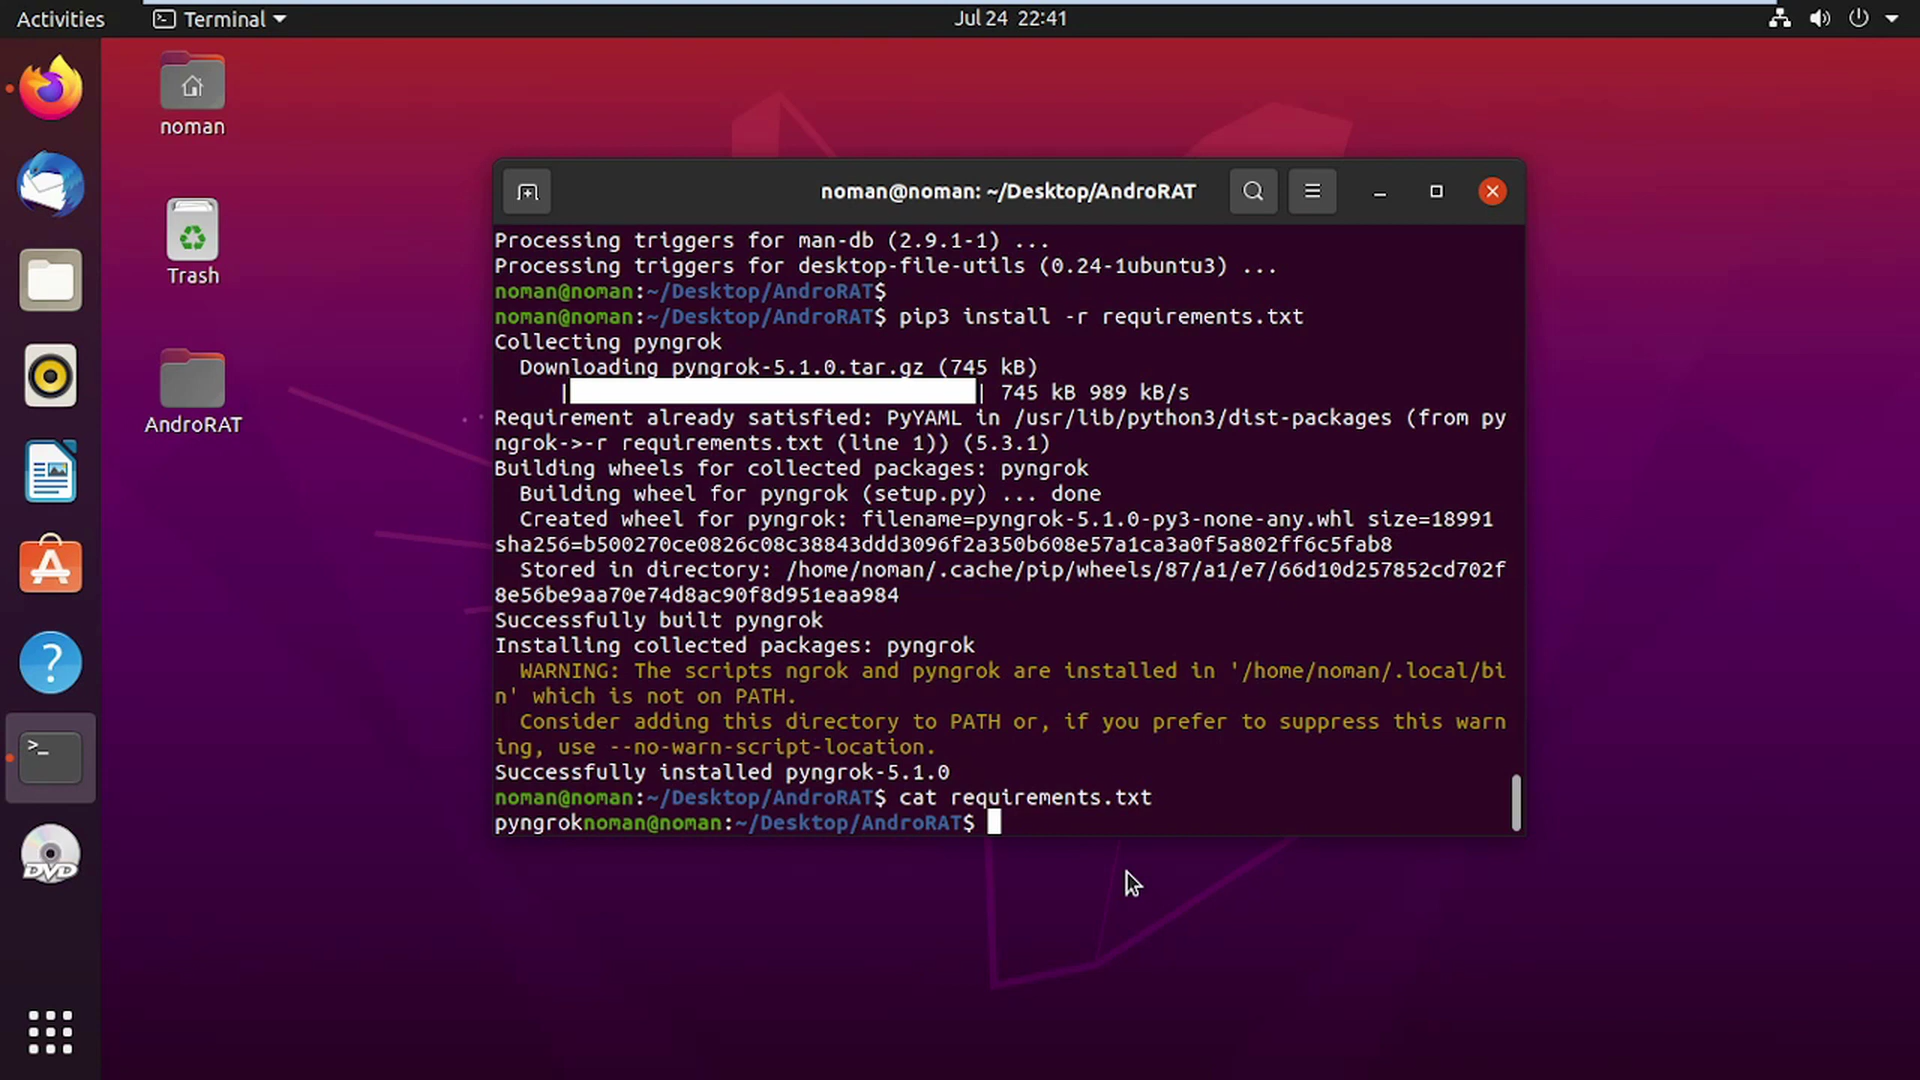 Activities
Terminal
Jul 24 22:41
noman
Trash
AndroRAT
noman@noman: ~/Desktop/AndroRAT
Processing triggers for man-db (2.9.1-1) ...
Processing triggers for desktop-file-utils (0.24-1ubuntu3) ...
noman@noman:~/Desktop/AndroRAT$
noman@noman:~/Desktop/AndroRAT$ pip3 install -r requirements.txt
Collecting pyngrok
Downloading pyngrok-5.1.0.tar.gz (745 kB)
| | 745 kB 989 kB/s
Requirement already satisfied: PyYAML in /usr/lib/python3/dist-packages (from py
ngrok->-r requirements.txt (line 1)) (5.3.1)
Building wheels for collected packages: pyngrok
Building wheel for pyngrok (setup.py) ... done
Created wheel for pyngrok: filename=pyngrok-5.1.0-py3-none-any.whl size=18991
sha256=b500270ce0826c08c38843ddd3096f2a350b608e57a1ca3a0f5a802ff6c5fab8
Stored in directory: /home/noman/.cache/pip/wheels/87/a1/e7/66d10d257852cd702f
8e56be9aa70e74d8ac90f8d951eaa984
Successfully built pyngrok
Installing collected packages: pyngrok
WARNING: The scripts ngrok and pyngrok are installed in '/home/noman/.local/bi
n' which is not on PATH.
Consider adding this directory to PATH or, if you prefer to suppress this warn
ing, use --no-warn-script-location.
Successfully installed pyngrok-5.1.0
noman@noman:~/Desktop/AndroRAT$ cat requirements.txt
pyngroknoman@noman:~/Desktop/AndroRAT$
DVD